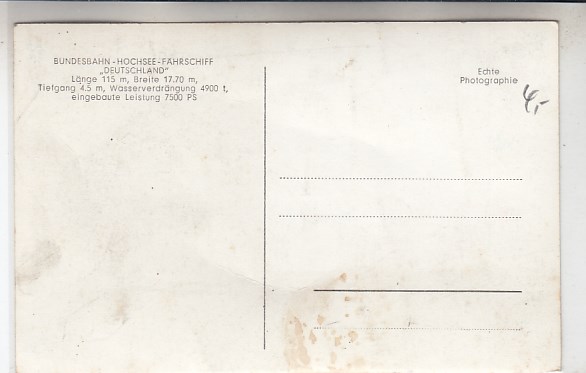 BUNDESBAHN-HOCHSEE-FÄHRSCHIFF
„DEUTSCHLAND"
Länge 115 m, Breite 17.70 m,
Tiefgang 4.5 m, Wasserverdrängung 4900 t,
eingebaute Leistung 7500 PS
Echte
Photographie
4,-